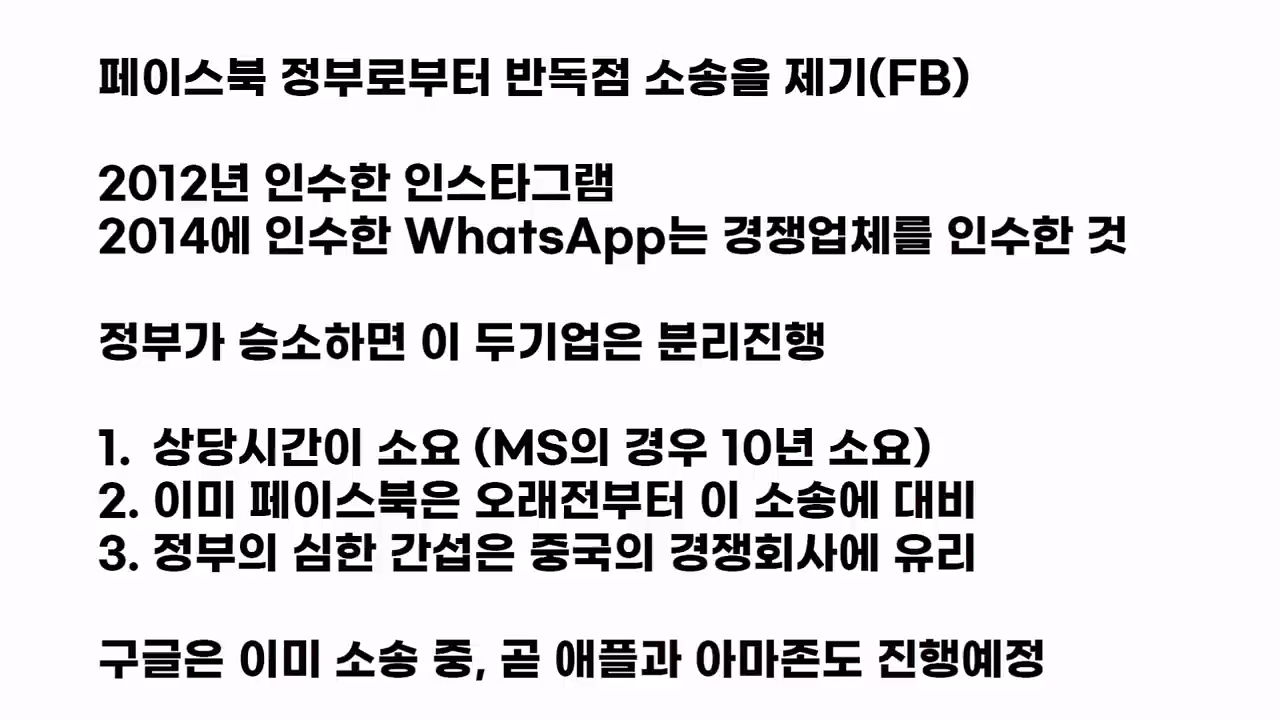 페이스북 정부로부터 반독점 소송을 제기(FB)
2012년 인수한 인스타그램
2014에 인수한 WhatsApp는 경쟁업체를 인수한 것
정부가 승소하면 이 두기업은 분리진행
1. 상당시간이 소요 (MS의 경우 10년 소요)
2. 이미 페이스북은 오래전부터 이 소송에 대비
3. 정부의 심한 간섭은 중국의 경쟁회사에 유리
구글은 이미 소송 중, 곧 애플과 아마존도 진행예정